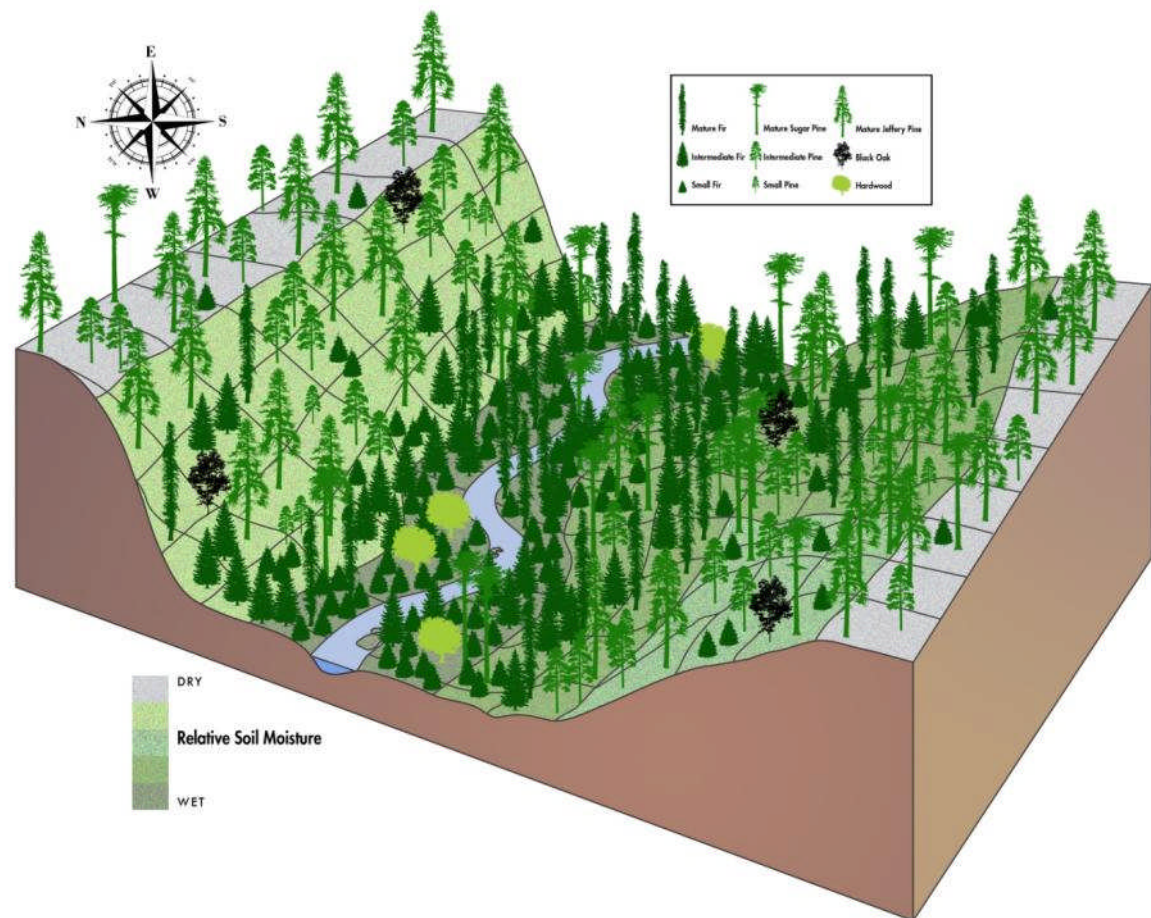 E
N
S
W
Mature Fir
Mature Sugar Pine
Mature Jeffery Pine
Intermediate Fir
Intermediate Pine
Black Oak
Small Fir
Small Pine
Hardwood
DRY
Relative Soil Moisture
WET